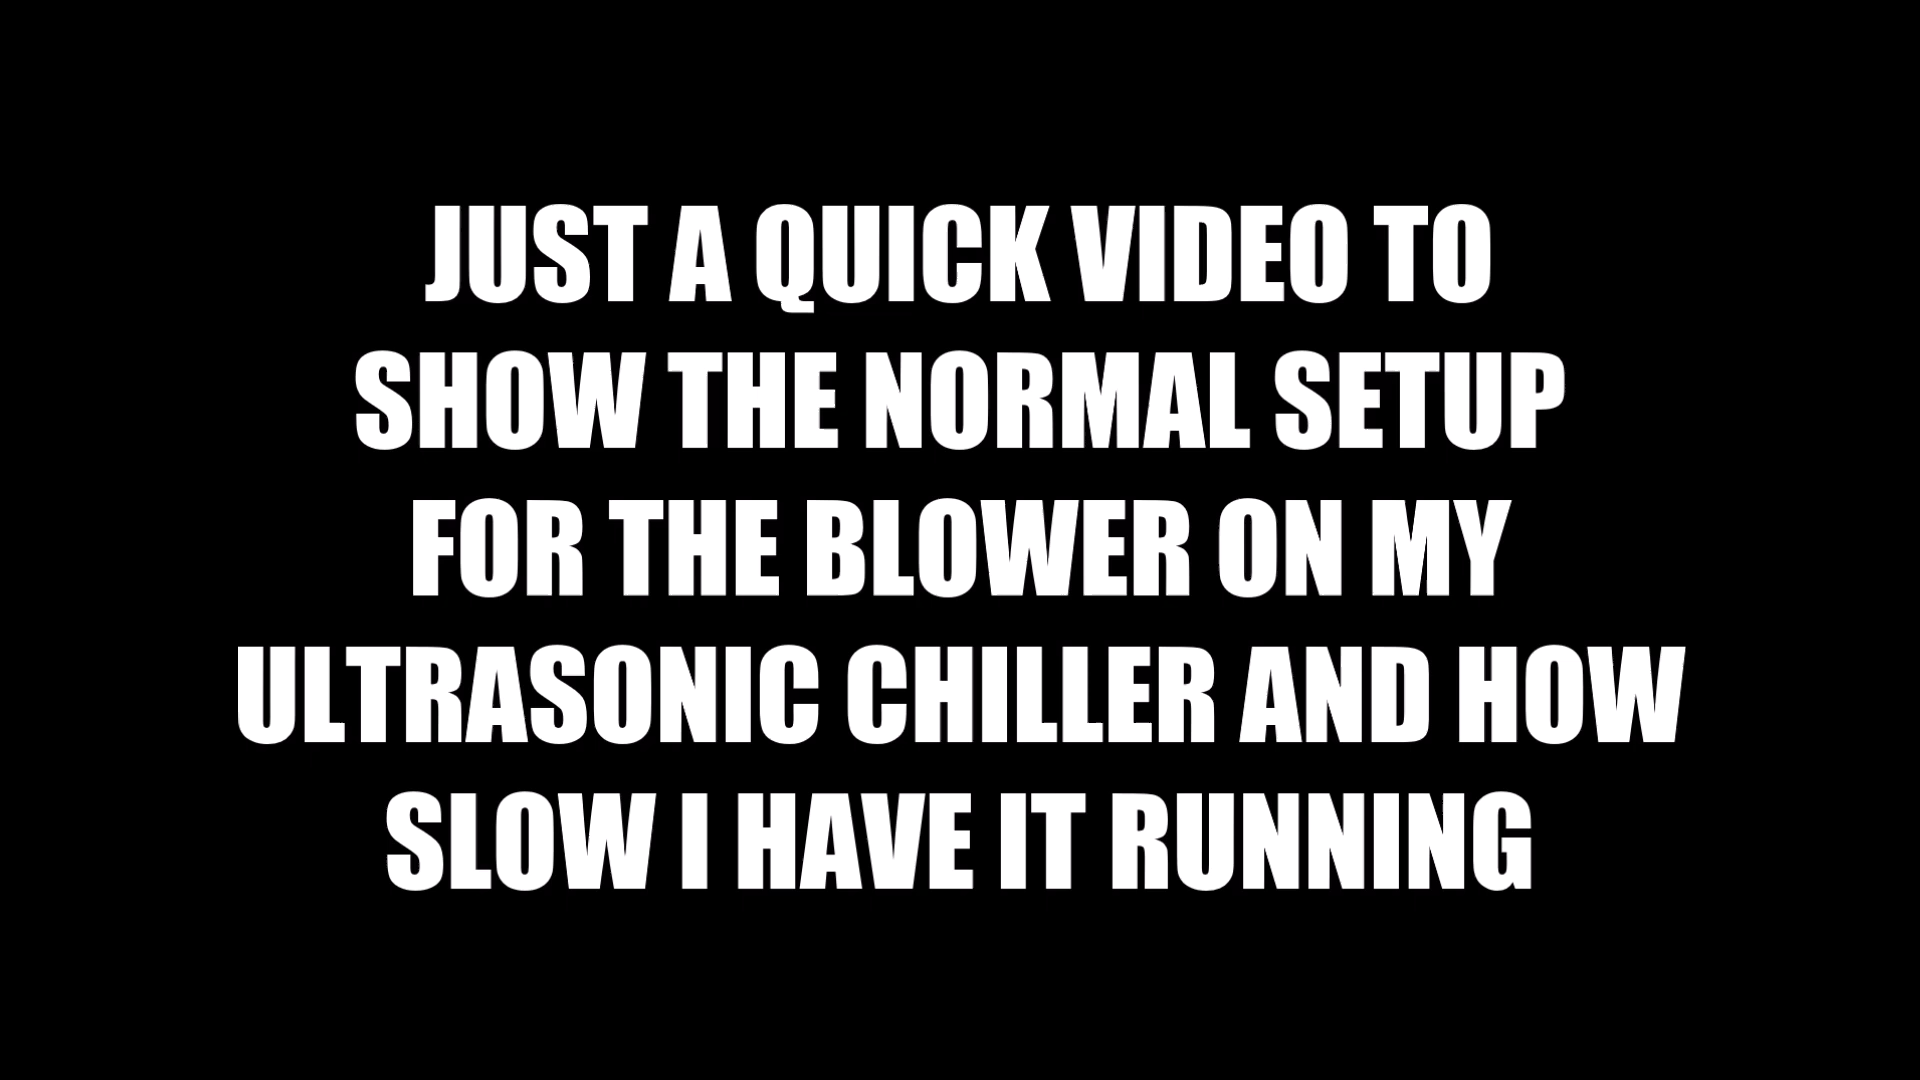 JUST A QUICK VIDEO TO
SHOW THE NORMAL SETUP
FOR THE BLOWER ON MY
ULTRASONIC CHILLER AND HOW
SLOW I HAVE IT RUNNING